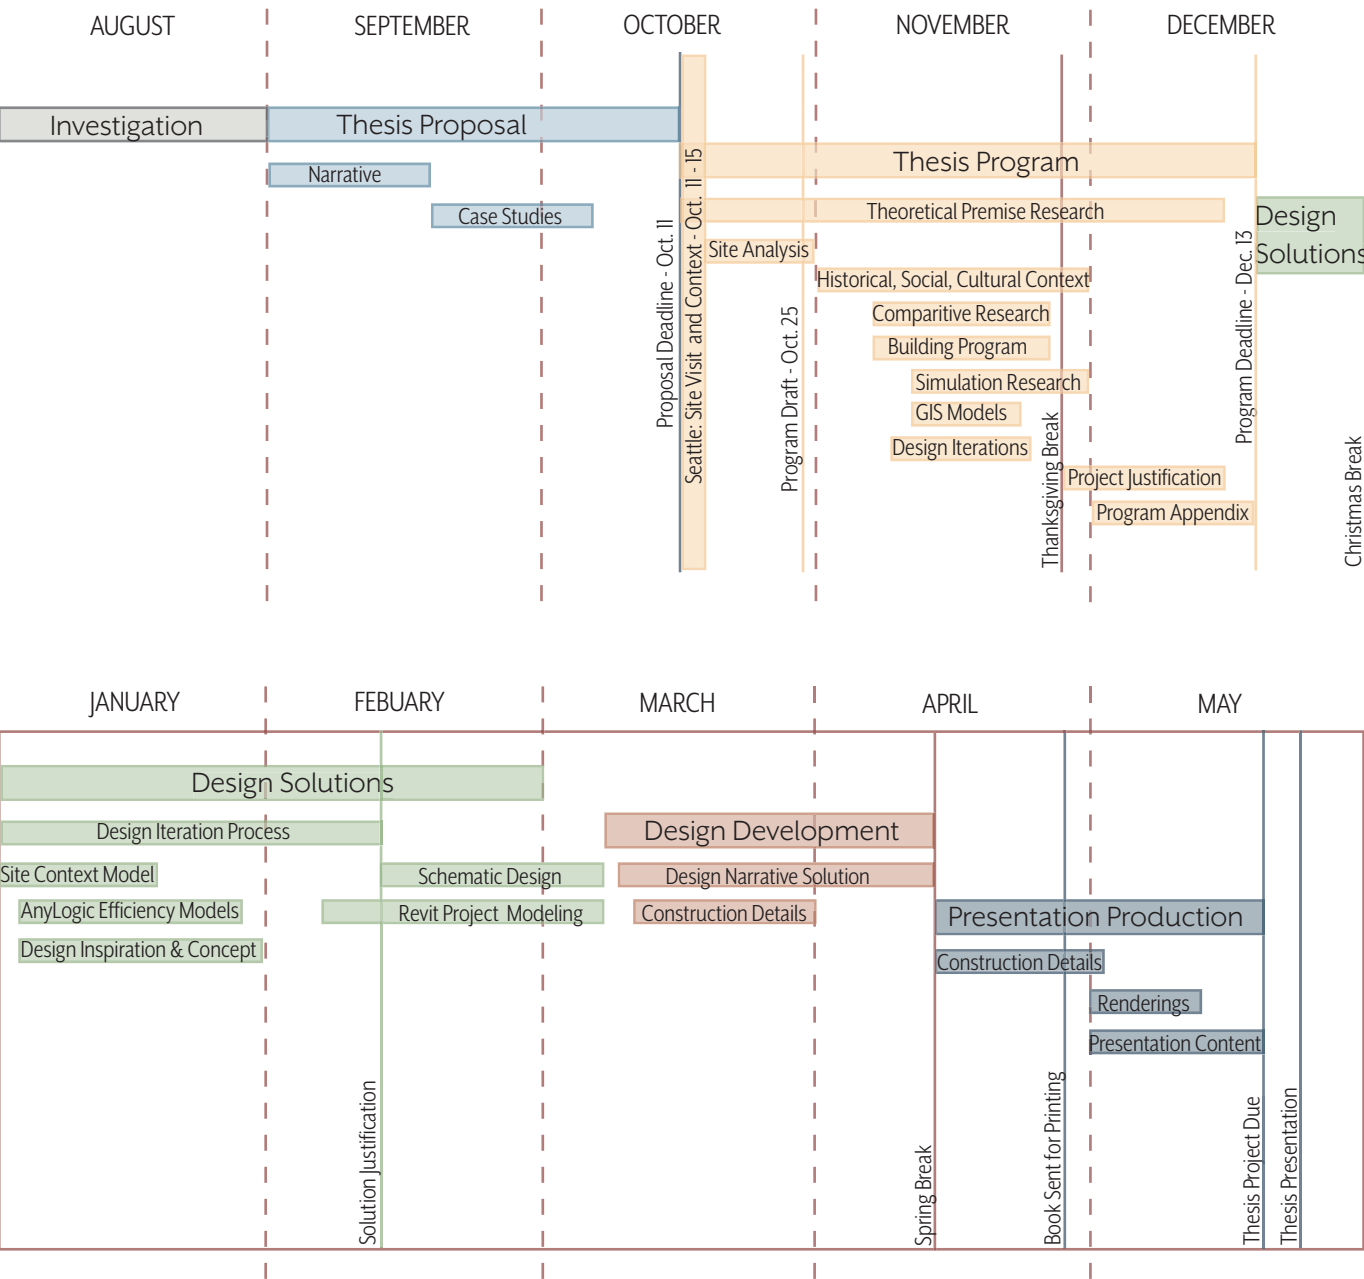 AUGUST
SEPTEMBER
OCTOBER
NOVEMBER
DECEMBER
Investigation
Thesis Proposal
Narrative
Case Studies
Proposal Deadline - Oct. 11
Seattle: Site Visit and Context - Oct. 11 - 15
Thesis Program
Theoretical Premise Research
Site Analysis
Program Draft - Oct. 25
Historical, Social, Cultural Context
Comparitive Research
Building Program
Simulation Research
GIS Models
Design Iterations
Thanksgiving Break
Project Justification
Program Appendix
Program Deadline - Dec. 13
Design
Solutions
Christmas Break
JANUARY
FEBUARY
MARCH
APRIL
MAY
Design Solutions
Design Iteration Process
Site Context Model
AnyLogic Efficiency Models
Design Inspiration & Concept
Schematic Design
Revit Project Modeling
Solution Justification
Design Development
Design Narrative Solution
Construction Details
Spring Break
Presentation Production
Construction Details
Renderings
Presentation Content
Book Sent for Printing
Thesis Project Due
Thesis Presentation